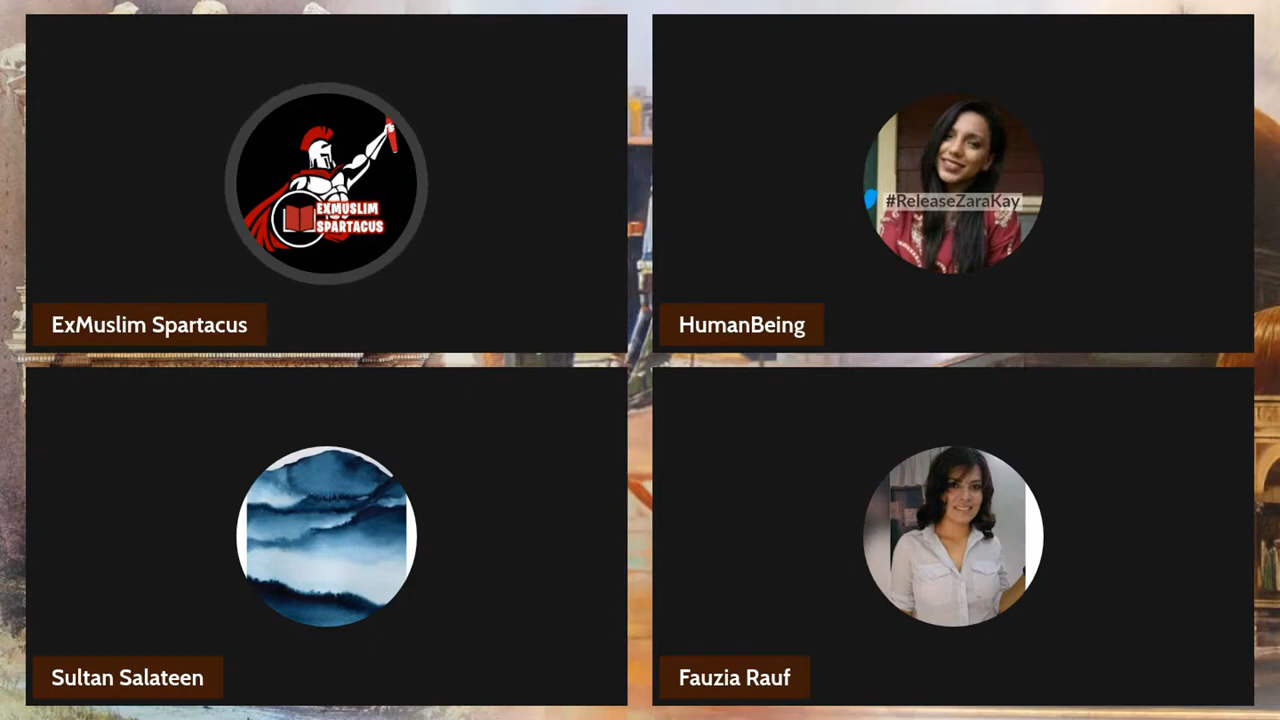 EXMUSLIM
SPARTACUS
ExMuslim Spartacus
#ReleaseZaraKay
HumanBeing
Sultan Salateen
Fauzia Rauf